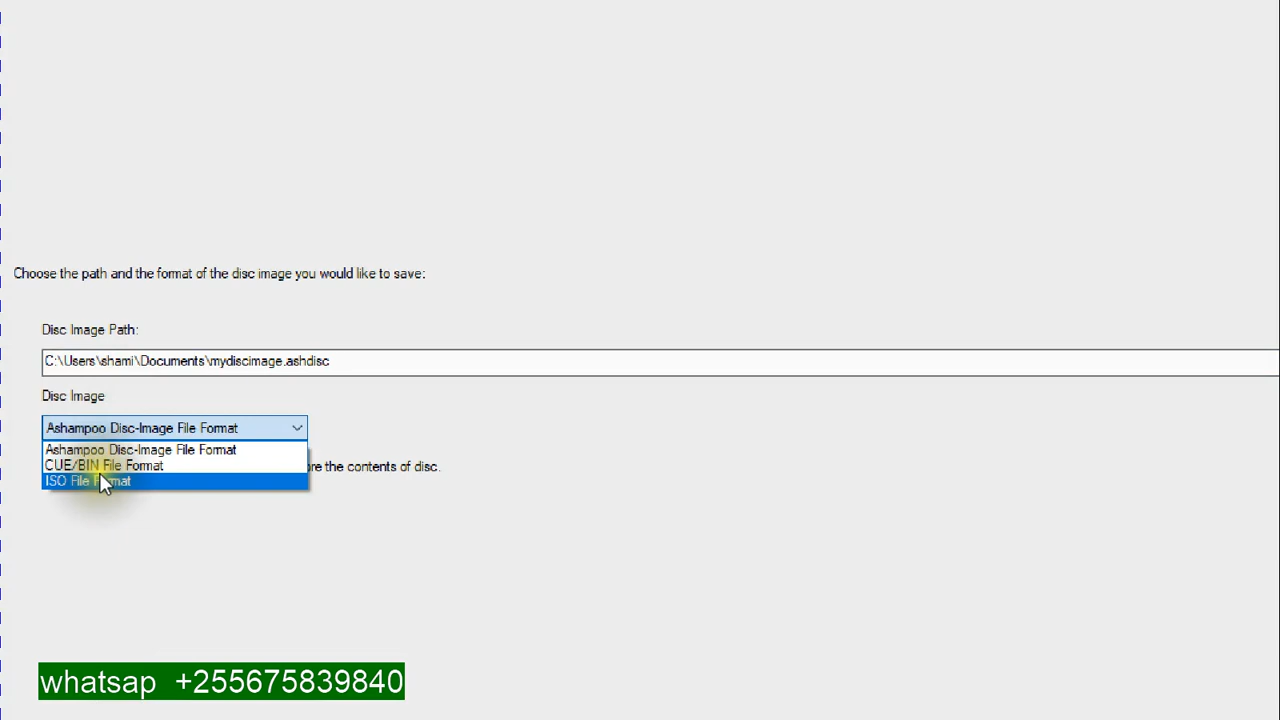 Choose the path and the format of the disc image you would like to save:
Disc Image Path:
C:\Users\shami\Documents\mydiscimage.ashdisc
Disc Image
Ashampoo Disc-Image File Format
Ashampoo Disc-Image File Format
CUE/BIN File Format
ISO File Format
the contents of disc.
whatsap +255675839840